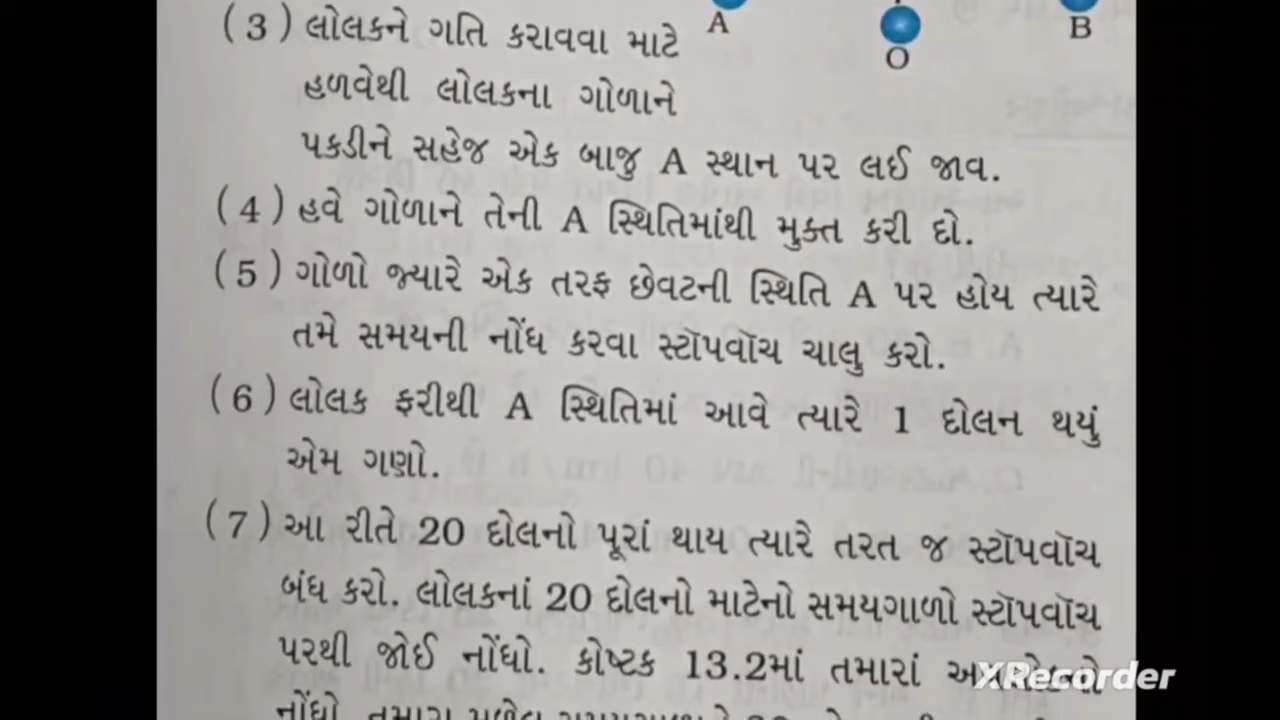 (3) લોલકને ગતિ કરાવવા માટે
A
O
B
હળવેથી લોલકના ગોળાને
પકડીને સહેજ એક બાજુ A સ્થાન પર લઈ જાવ.
(4) હવે ગોળાને તેની A સ્થિતિમાંથી મુક્ત કરી દો.
(5) ગોળો જ્યારે એક તરફ છેવટની સ્થિતિ A પર હોય ત્યારે
તમે સમયની નોંધ કરવા સ્ટૉપવૉચ ચાલુ કરો.
(6) લોલક ફરીથી A સ્થિતિમાં આવે ત્યારે 1 દોલન થયું
એમ ગણો.
(7) આ રીતે 20 દોલનો પૂરાં થાય ત્યારે તરત જ સ્ટૉપવૉચ
બંધ કરો. લોલકનાં 20 દોલનો માટેનો સમયગાળો સ્ટૉપવૉચ
પરથી જોઈ નોંધો. કોષ્ટક 13.2માં તમારાં
XRecorder
નોંધો